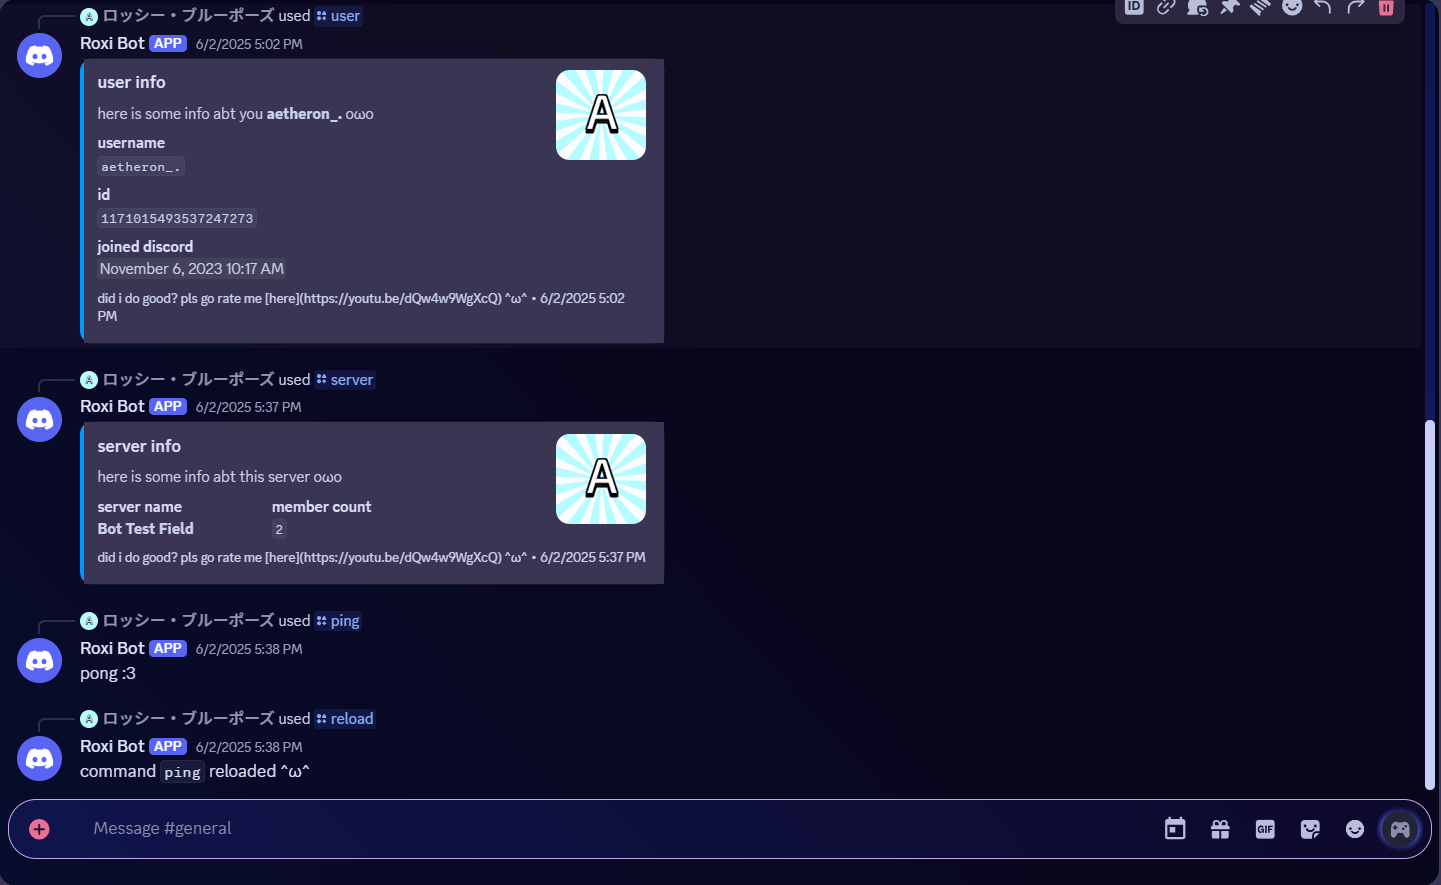 ロッシー・ブルーポーズ used user
ID
Roxi Bot APP 6/2/2025 5:02 PM
user info
A
here is some info abt you aetheron_. oωo
username
aetheron_.
id
1171015493537247273
joined discord
November 6, 2023 10:17 AM
did i do good? pls go rate me [here](https://youtu.be/dQw4w9WgXcQ) ^ω^ • 6/2/2025 5:02
PM
ロッシー・ブルーポーズ used server
Roxi Bot APP 6/2/2025 5:37 PM
server info
A
here is some info abt this server oωo
server name member count
Bot Test Field 2
did i do good? pls go rate me [here](https://youtu.be/dQw4w9WgXcQ) ^ω^ • 6/2/2025 5:37 PM
ロッシー・ブルーポーズ used ping
Roxi Bot APP 6/2/2025 5:38 PM
pong :3
ロッシー・ブルーポーズ used reload
Roxi Bot APP 6/2/2025 5:38 PM
command ping reloaded ^ω^
Message #general
GIF